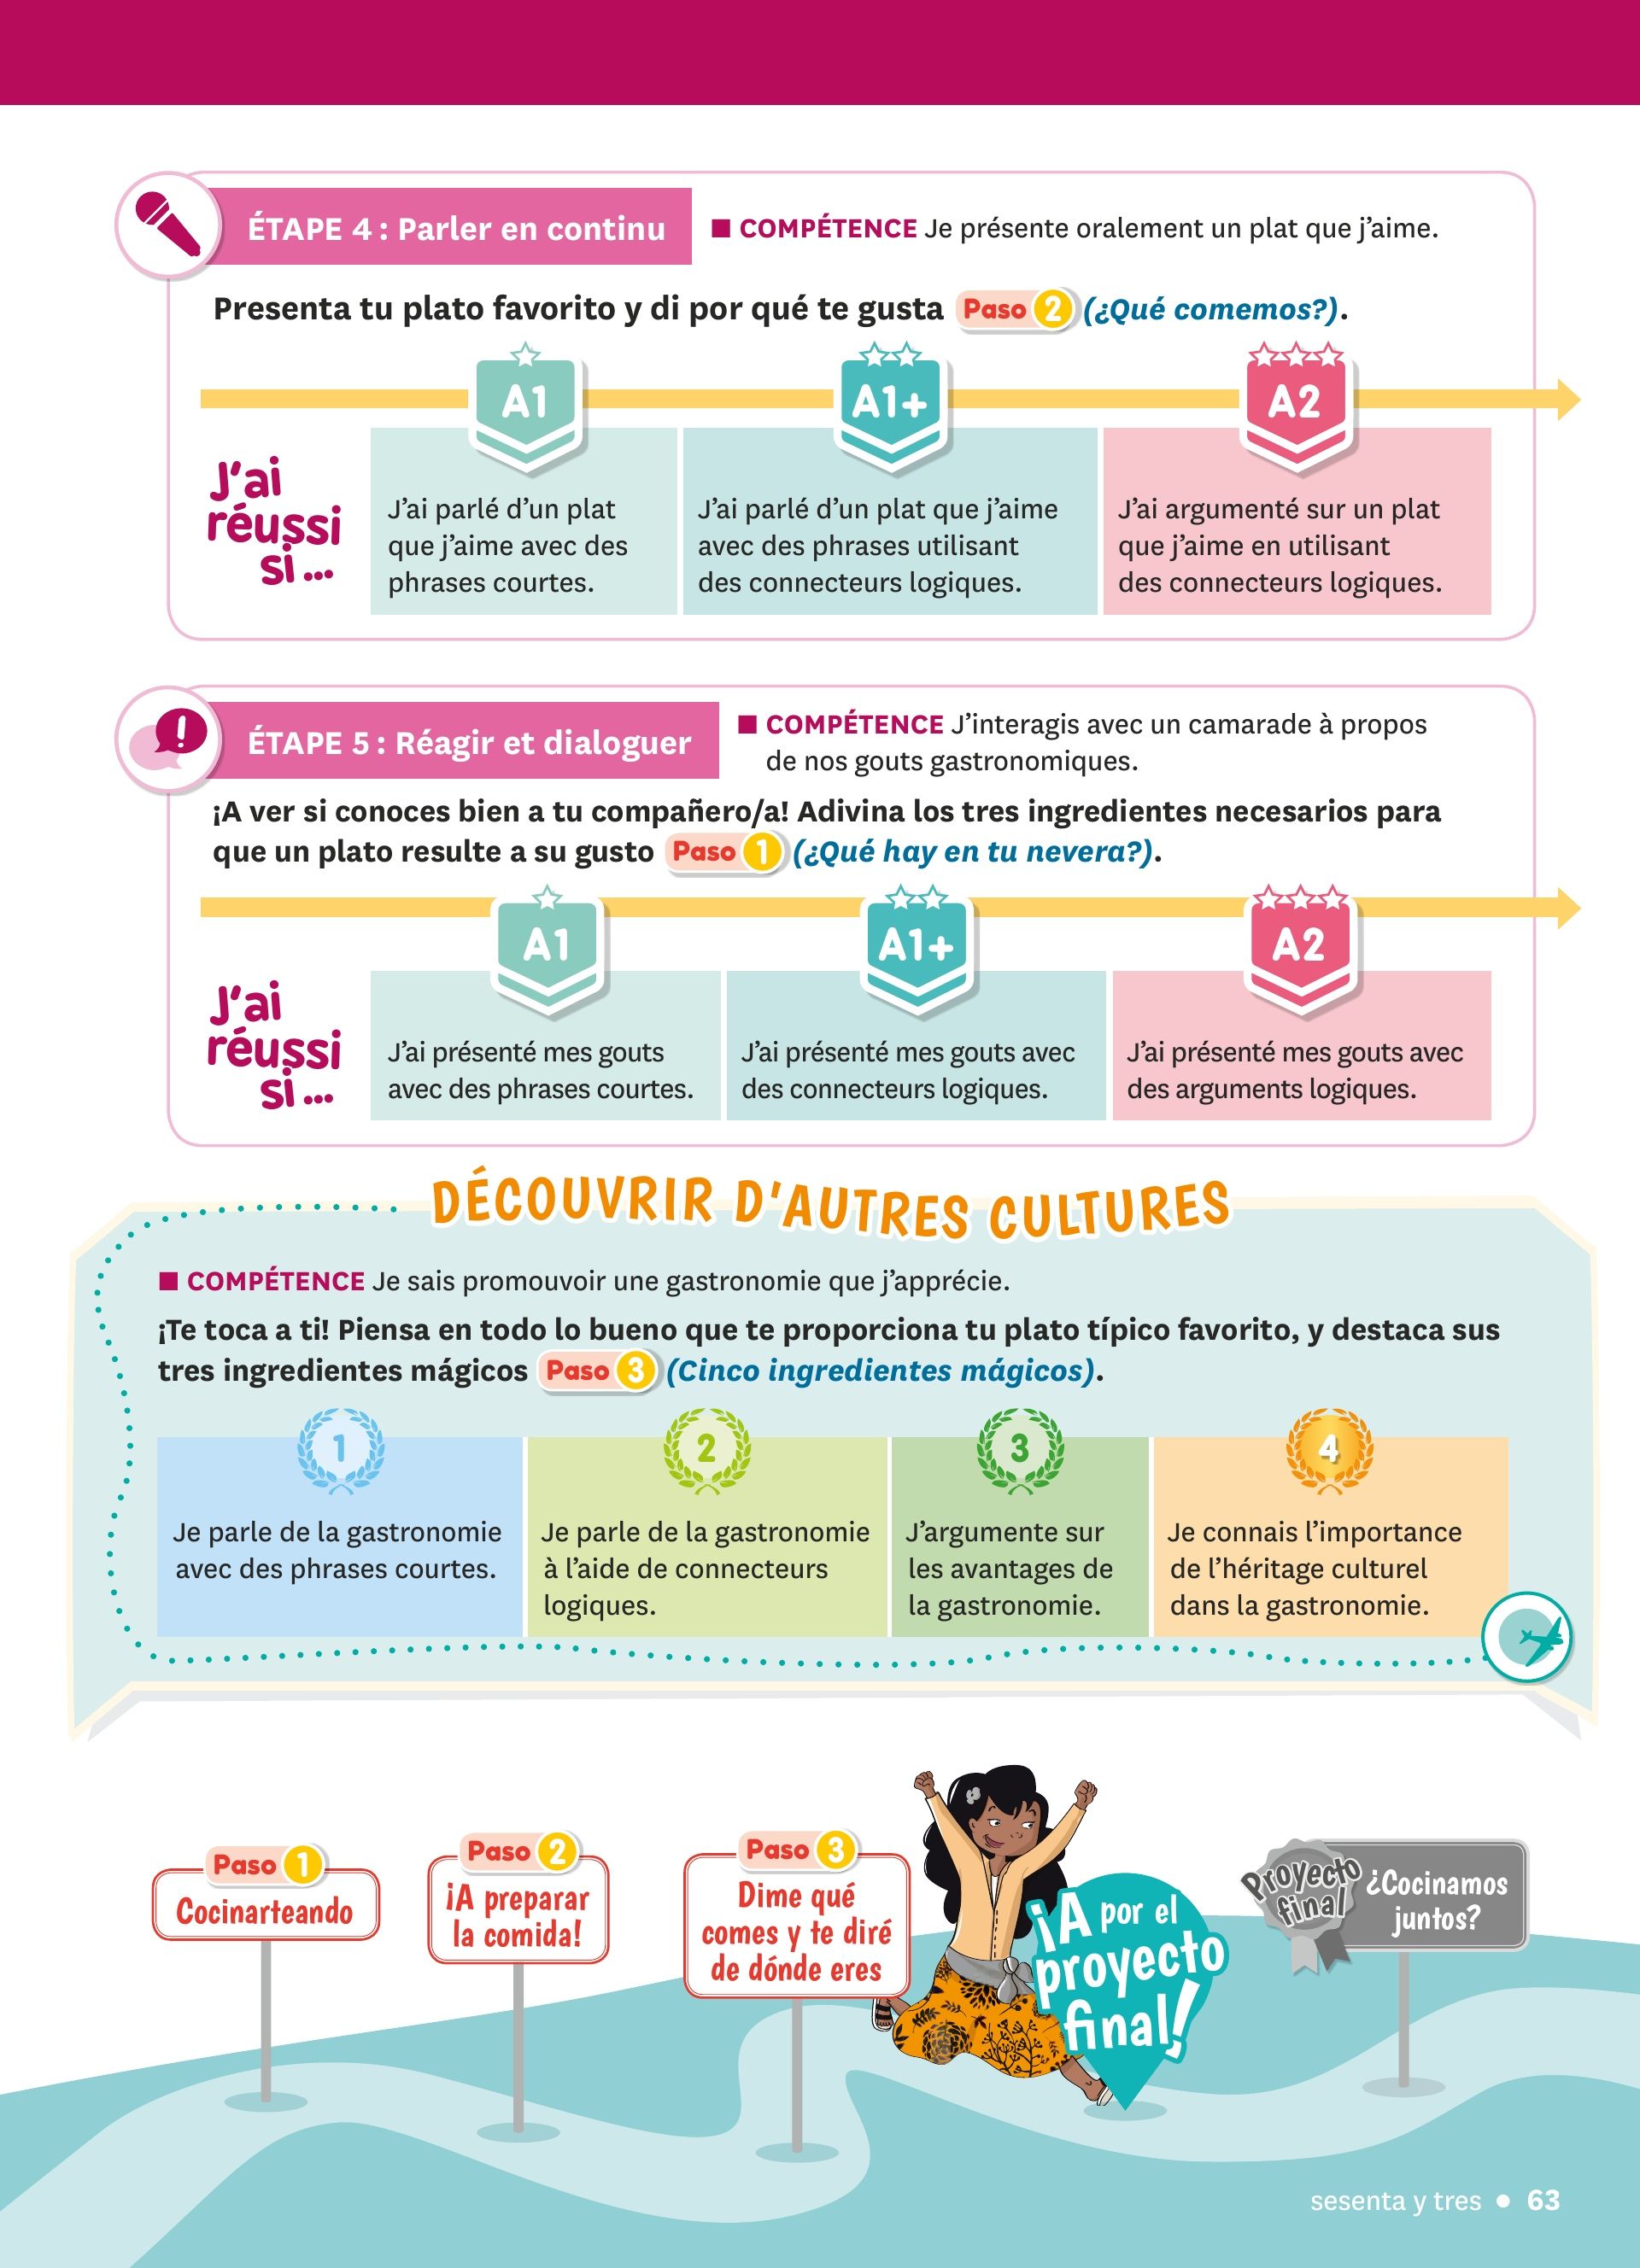 ÉTAPE 4 : Parler en continu
■ COMPÉTENCE Je présente oralement un plat que j’aime.
Presenta tu plato favorito y di por qué te gusta Paso 2 (¿Qué comemos?).
A1
A1+
A2
J’ai
réussi
si ...
J’ai parlé d’un plat
que j’aime avec des
phrases courtes.
J’ai parlé d’un plat que j’aime
avec des phrases utilisant
des connecteurs logiques.
J’ai argumenté sur un plat
que j’aime en utilisant
des connecteurs logiques.
!
ÉTAPE 5 : Réagir et dialoguer
■ COMPÉTENCE J’interagis avec un camarade à propos
de nos gouts gastronomiques.
¡A ver si conoces bien a tu compañero/a! Adivina los tres ingredientes necesarios para
que un plato resulte a su gusto Paso 1 (¿Qué hay en tu nevera?).
A1
A1+
A2
J’ai
réussi
si ...
J’ai présenté mes gouts
avec des phrases courtes.
J’ai présenté mes gouts avec
des connecteurs logiques.
J’ai présenté mes gouts avec
des arguments logiques.
DÉCOUVRIR D’AUTRES CULTURES
■ COMPÉTENCE Je sais promouvoir une gastronomie que j’apprécie.
¡Te toca a ti! Piensa en todo lo bueno que te proporciona tu plato típico favorito, y destaca sus
tres ingredientes mágicos Paso 3 (Cinco ingredientes mágicos).
1
Je parle de la gastronomie
avec des phrases courtes.
2
Je parle de la gastronomie
à l’aide de connecteurs
logiques.
3
J’argumente sur
les avantages de
la gastronomie.
4
Je connais l’importance
de l’héritage culturel
dans la gastronomie.
Paso 1
Cocinarteando
Paso 2
¡A preparar
la comida!
Paso 3
Dime qué
comes y te diré
de dónde eres
¡A por el
proyecto
final!
Proyecto
final
¿Cocinamos
juntos?
sesenta y tres • 63